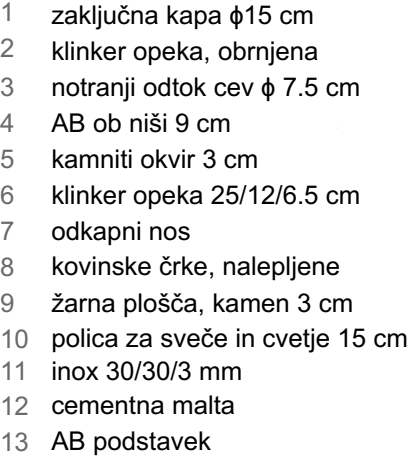 1 zaključna kapa ϕ15 cm
2 klinker opeka, obrnjena
3 notranji odtok cev ϕ 7.5 cm
4 AB ob niši 9 cm
5 kamniti okvir 3 cm
6 klinker opeka 25/12/6.5 cm
7 odkapni nos
8 kovinske črke, nalepljene
9 žarna plošča, kamen 3 cm
10 polica za sveče in cvetje 15 cm
11 inox 30/30/3 mm
12 cementna malta
13 AB podstavek